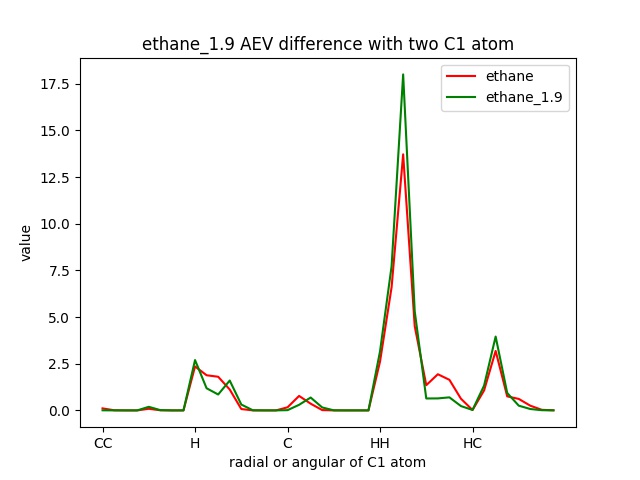 ethane_1.9 AEV difference with two C1 atom
ethane
ethane_1.9
17.5
15.0
12.5
10.0
7.5
5.0
2.5
0.0
value
CC H C HH HC
radial or angular of C1 atom